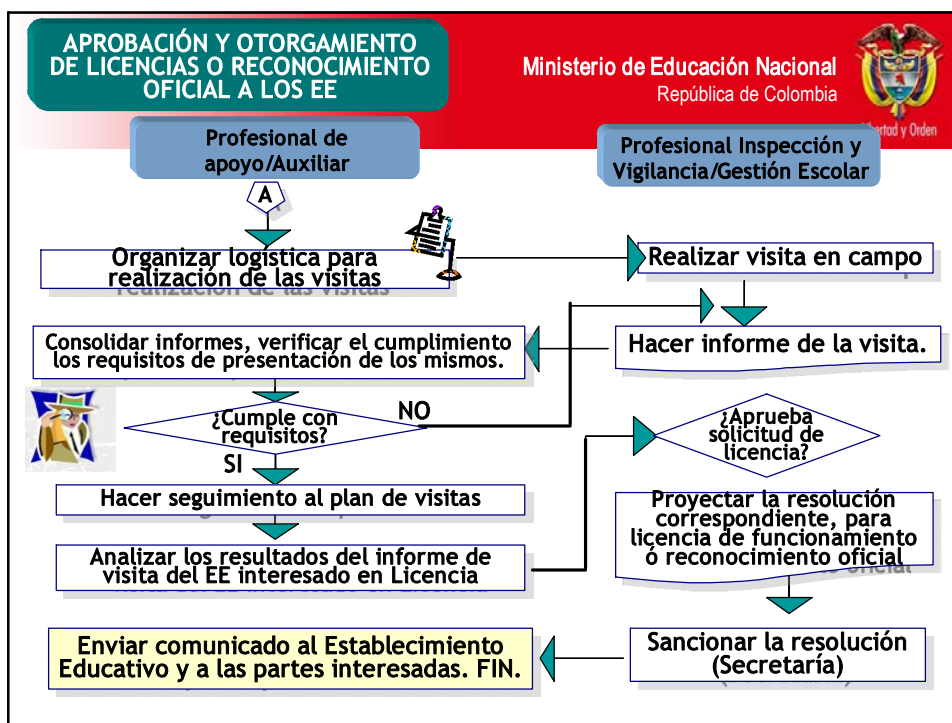 APROBACIÓN Y OTORGAMIENTO
DE LICENCIAS O RECONOCIMIENTO
OFICIAL A LOS EE
Ministerio de Educación Nacional
República de Colombia
Libertad y Orden
Profesional de
apoyo/Auxiliar
Profesional Inspección y
Vigilancia/Gestión Escolar
A
Organizar logística para
realización de las visitas
Realizar visita en campo
Consolidar informes, verificar el cumplimiento
los requisitos de presentación de los mismos.
Hacer informe de la visita.
¿Cumple con
requisitos?
NO
SI
¿Aprueba
solicitud de
licencia?
Hacer seguimiento al plan de visitas
Analizar los resultados del informe de
visita del EE interesado en Licencia
Proyectar la resolución
correspondiente, para
licencia de funcionamiento
ó reconocimiento oficial
Sancionar la resolución
(Secretaría)
Enviar comunicado al Establecimiento
Educativo y a las partes interesadas. FIN.